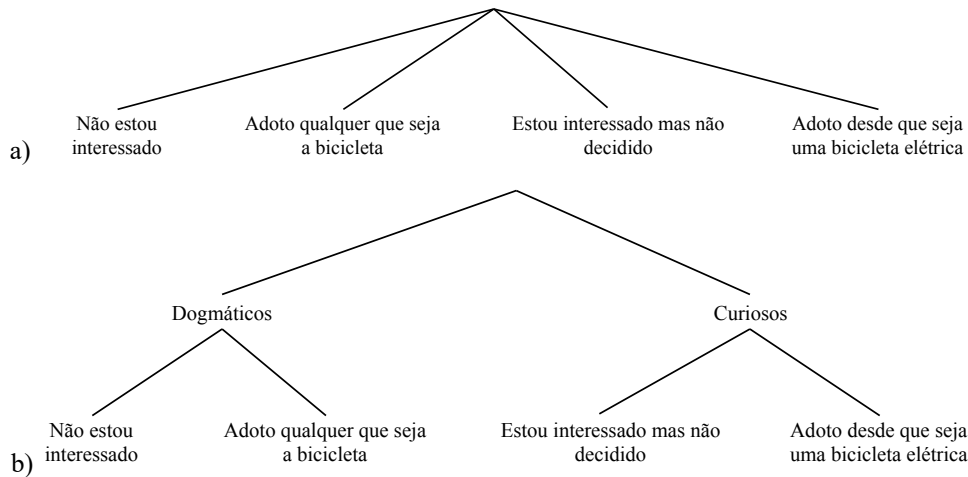 Não estou
interessado
Adoto qualquer que seja
a bicicleta
Estou interessado mas não
decidido
Adoto desde que seja
uma bicicleta elétrica
a)
Dogmáticos
Curiosos
Não estou
interessado
Adoto qualquer que seja
a bicicleta
Estou interessado mas não
decidido
Adoto desde que seja
uma bicicleta elétrica
b)